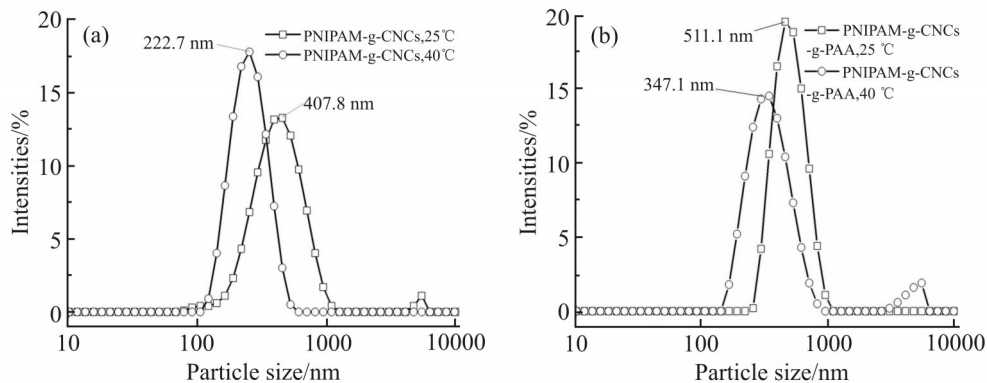 (a)
222.7 nm
407.8 nm
PNIPAM-g-CNCs,25℃
PNIPAM-g-CNCs,40℃
20
15
10
5
0
Intensities/%
10
100
1000
10000
Particle size/nm
(b)
511.1 nm
347.1 nm
PNIPAM-g-CNCs
-g-PAA,25 ℃
PNIPAM-g-CNCs
-g-PAA,40 ℃
20
15
10
5
0
Intensities/%
10
100
1000
10000
Particle size/nm